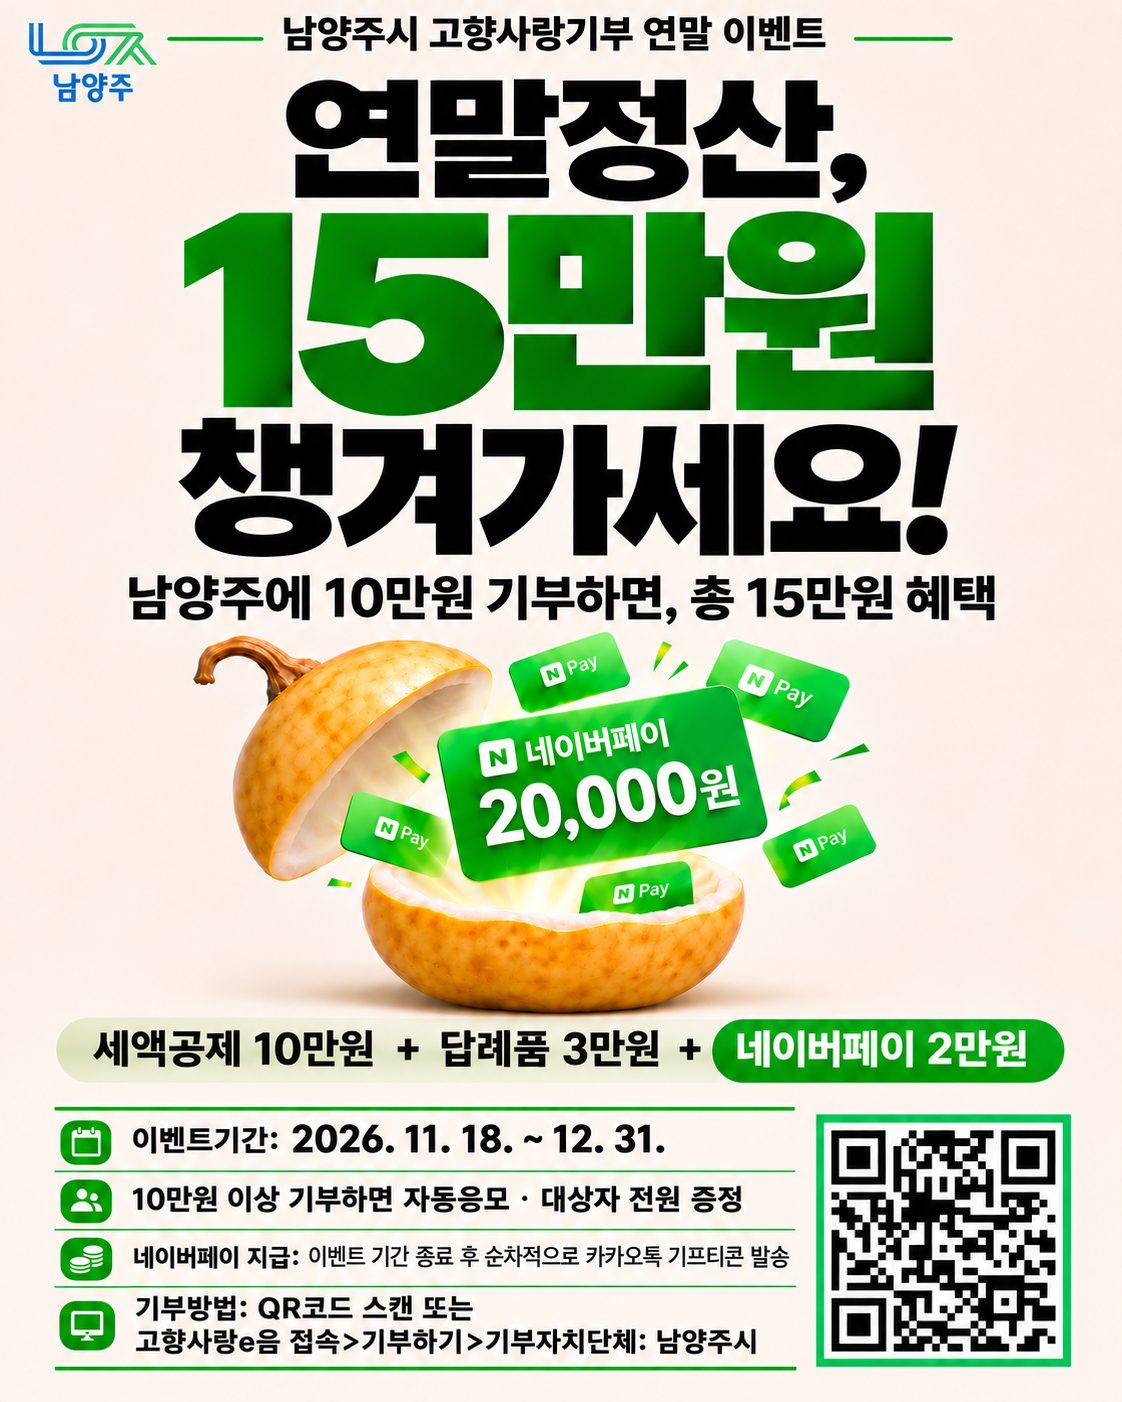 남양주
남양주시 고향사랑기부 연말 이벤트
연말정산,
15만원
챙겨가세요!
남양주에 10만원 기부하면, 총 15만원 혜택
N Pay
N Pay
N 네이버페이
20,000원
N Pay
N Pay
N Pay
세액공제 10만원 + 답례품 3만원 + 네이버페이 2만원
이벤트기간: 2026. 11. 18. ~ 12. 31.
10만원 이상 기부하면 자동응모 · 대상자 전원 증정
네이버페이 지급: 이벤트 기간 종료 후 순차적으로 카카오톡 기프티콘 발송
기부방법: QR코드 스캔 또는
고향사랑e음 접속>기부하기>기부자치단체: 남양주시